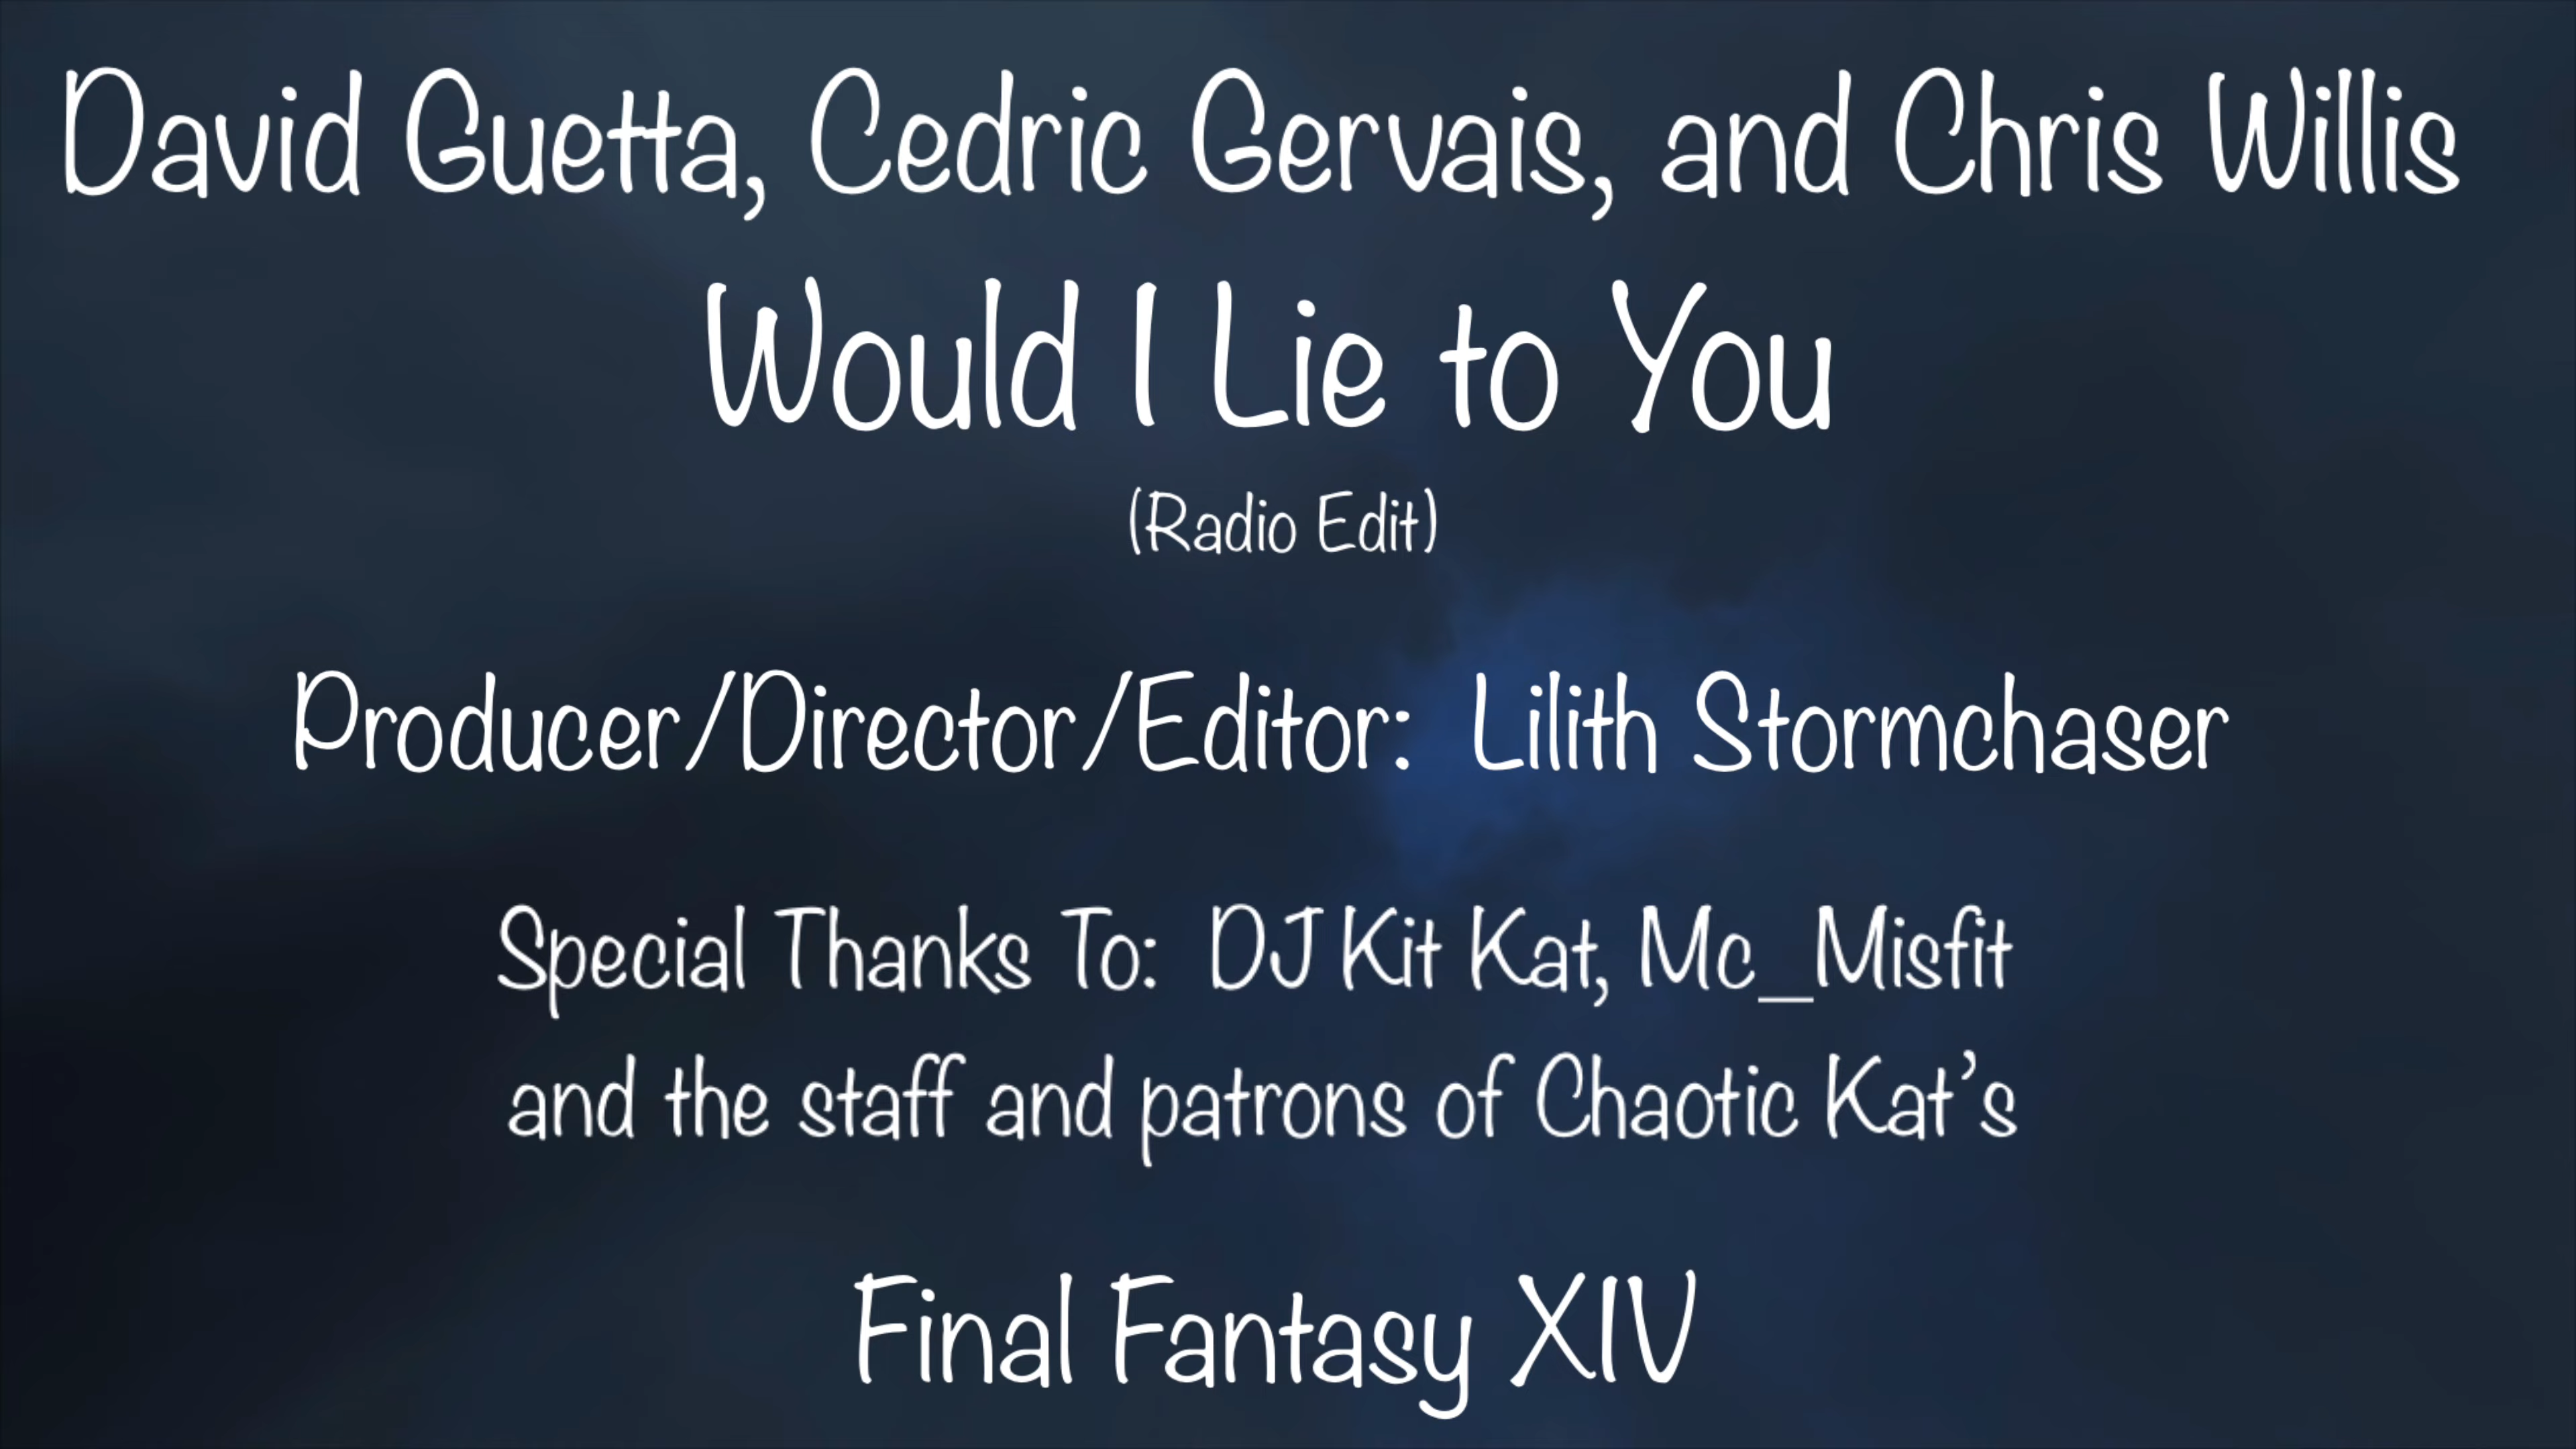 David Guetta, Cedric Gervais, and Chris Willis
Would I Lie to You
(Radio Edit)
Producer/Director/Editor:  Lilith Stormchaser
Special Thanks To:  DJ Kit Kat, Mc_Misfit
and the staff and patrons of Chaotic Kat’s
Final Fantasy XIV